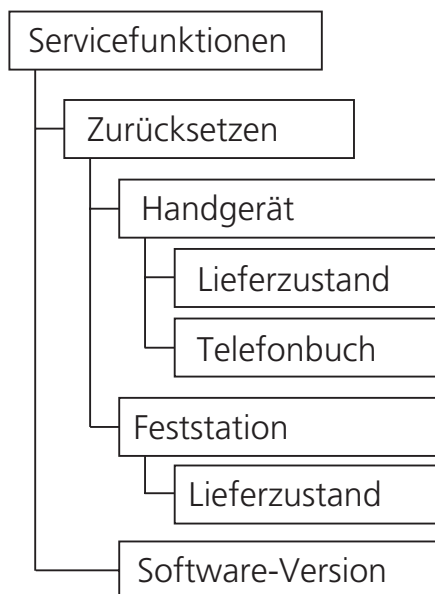 Servicefunktionen
Zurücksetzen
Handgerät
Lieferzustand
Telefonbuch
Feststation
Lieferzustand
Software-Version